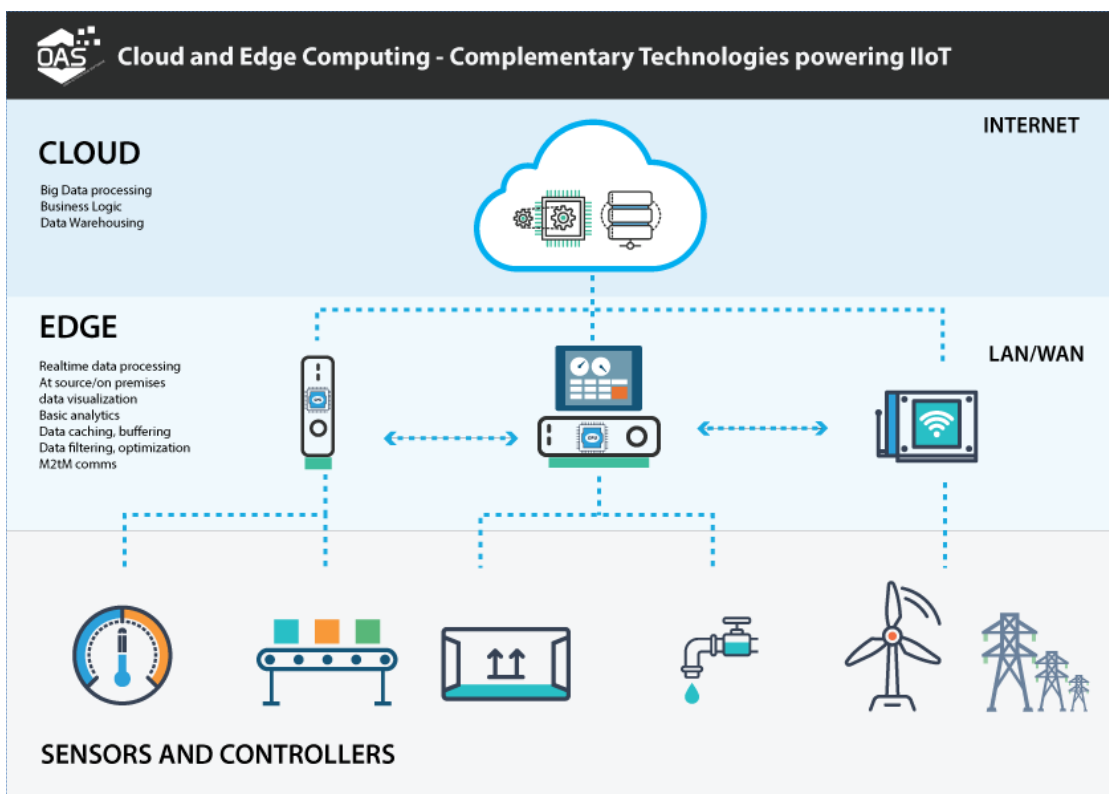 OAS
Cloud and Edge Computing - Complementary Technologies powering IIoT
INTERNET
CLOUD
Big Data processing
Business Logic
Data Warehousing
EDGE
LAN/WAN
Realtime data processing
At source/on premises
data visualization
Basic analytics
Data caching, buffering
Data filtering, optimization
M2tM comms
CPU
SENSORS AND CONTROLLERS